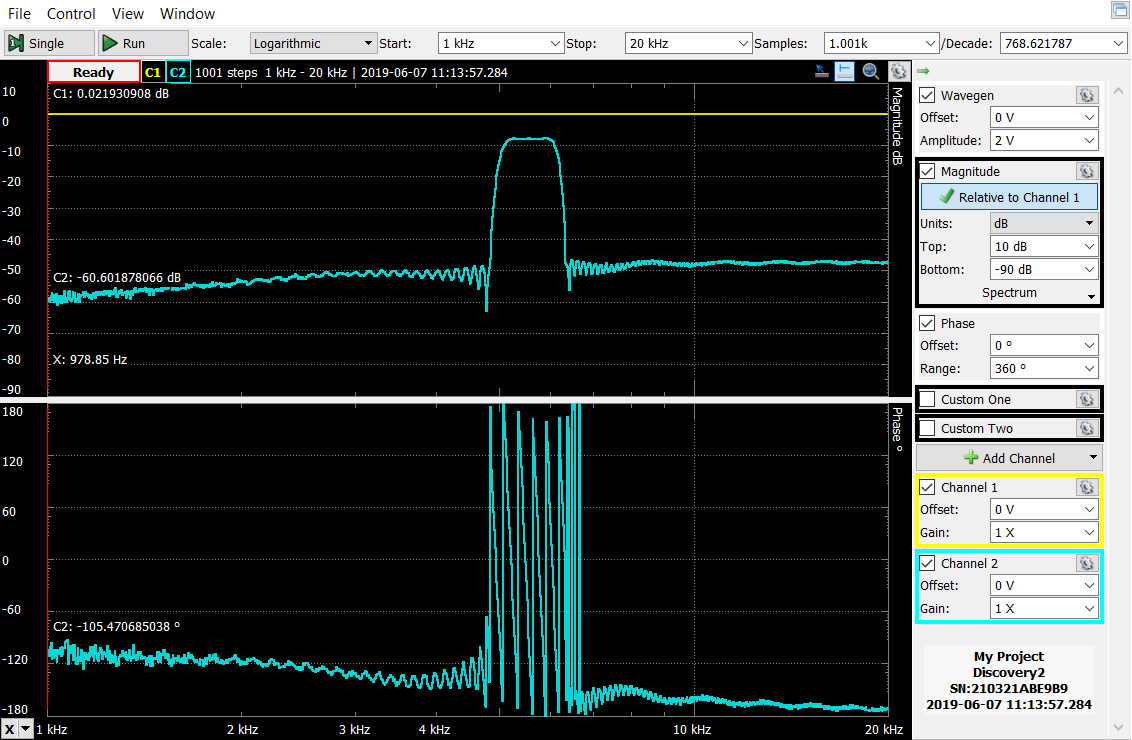 File Control View Window
Single Run Scale: Logarithmic Start: 1 kHz Stop: 20 kHz Samples: 1.001k /Decade: 768.621787
Ready C1 C2 1001 steps 1 kHz - 20 kHz | 2019-06-07 11:13:57.284
C1: 0.021930908 dB
Magnitude dB
10
0
-10
-20
-30
-40
-50
-60
-70
-80
-90
C2: -60.601878066 dB
X: 978.85 Hz
Phase º
180
120
60
0
-60
-120
-180
C2: -105.470685038 º
X 1 kHz 2 kHz 3 kHz 4 kHz 10 kHz 20 kHz
Wavegen
Offset: 0 V
Amplitude: 2 V
Magnitude
Relative to Channel 1
Units: dB
Top: 10 dB
Bottom: -90 dB
Spectrum
Phase
Offset: 0 º
Range: 360 º
Custom One
Custom Two
Add Channel
Channel 1
Offset: 0 V
Gain: 1 X
Channel 2
Offset: 0 V
Gain: 1 X
My Project
Discovery2
SN:210321ABE9B9
2019-06-07 11:13:57.284